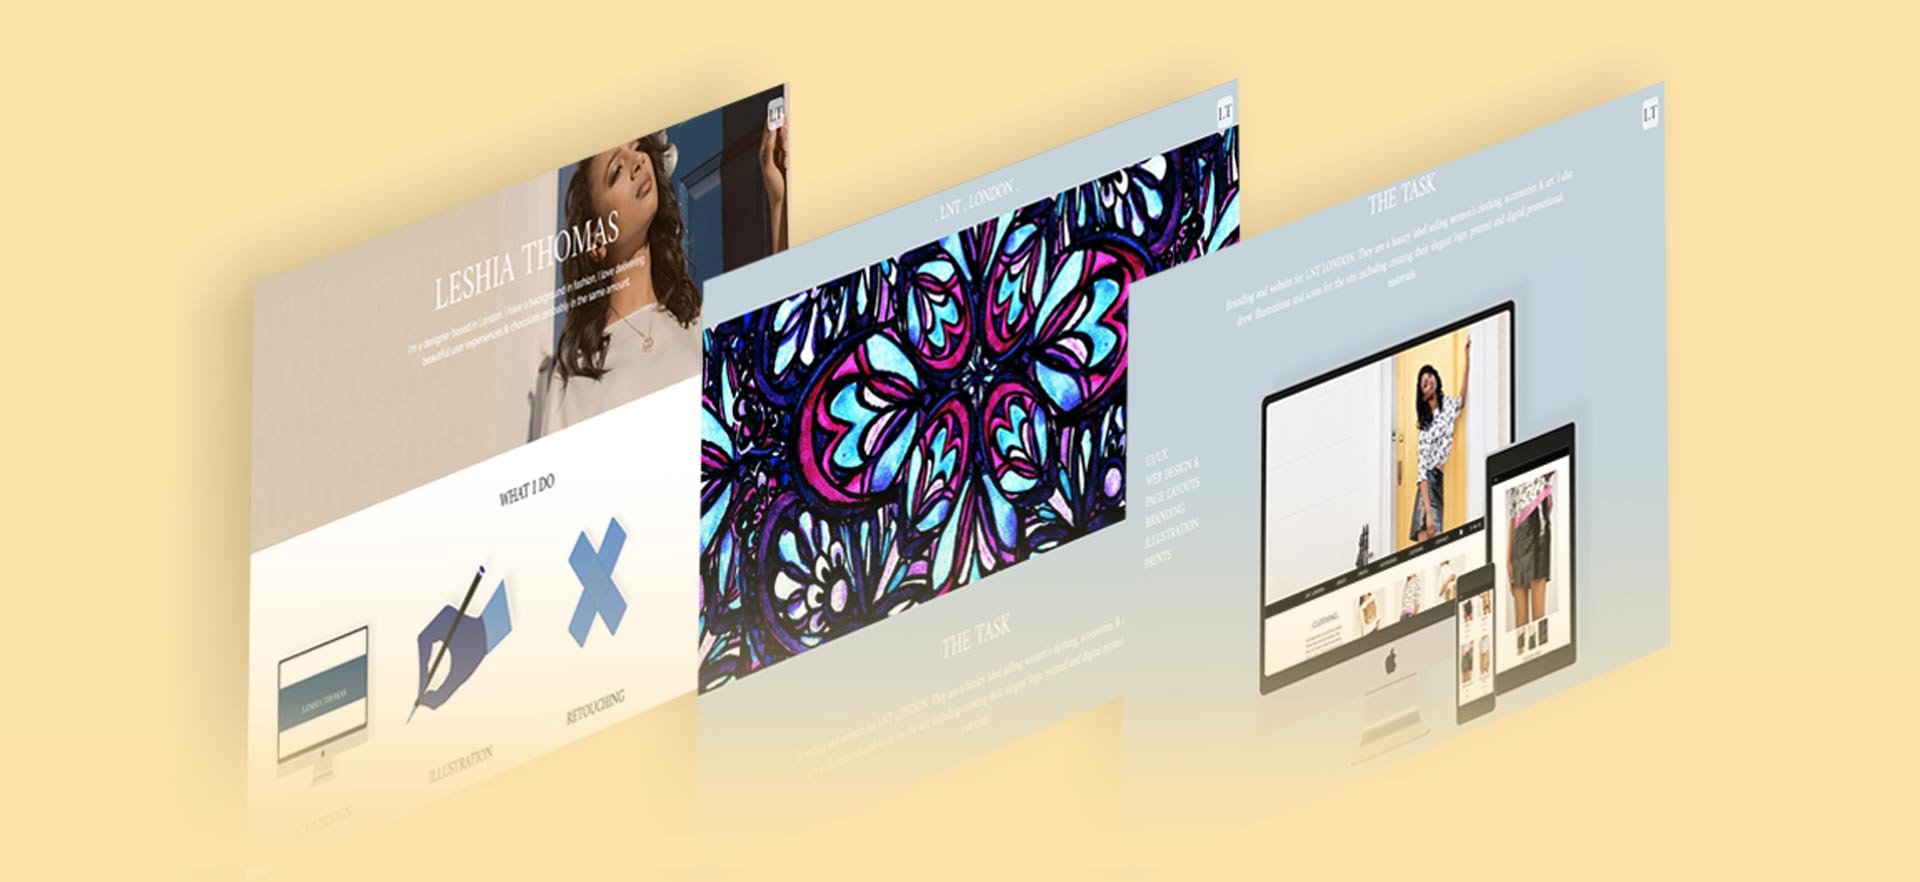 LT
LESHIA THOMAS
I'm a designer based in London. I have a background in fashion, I love delivering
beautiful user experiences & chocolate, probably in the same amount
WHAT I DO
LESHIA THOMAS
ILLUSTRATION
RETOUCHING
DESIGN
LT
. LNT . LONDON .
THE TASK
Branding and website for LNT LONDON. They are a luxury label selling women's clothing, accessories &
drew illustrations and icons for the site including creating their elegant logo, printed and digital
materials.
LT
THE TASK
Branding and website for LNT LONDON. They are a luxury label selling women's clothing, accessories & art. I also
drew illustrations and icons for the site including creating their elegant logo, printed and digital promotional
materials.
UI/UX
WEB DESIGN &
PAGE LAYOUTS
BRANDING
ILLUSTRATION
PRINTS
. CLOTHING .